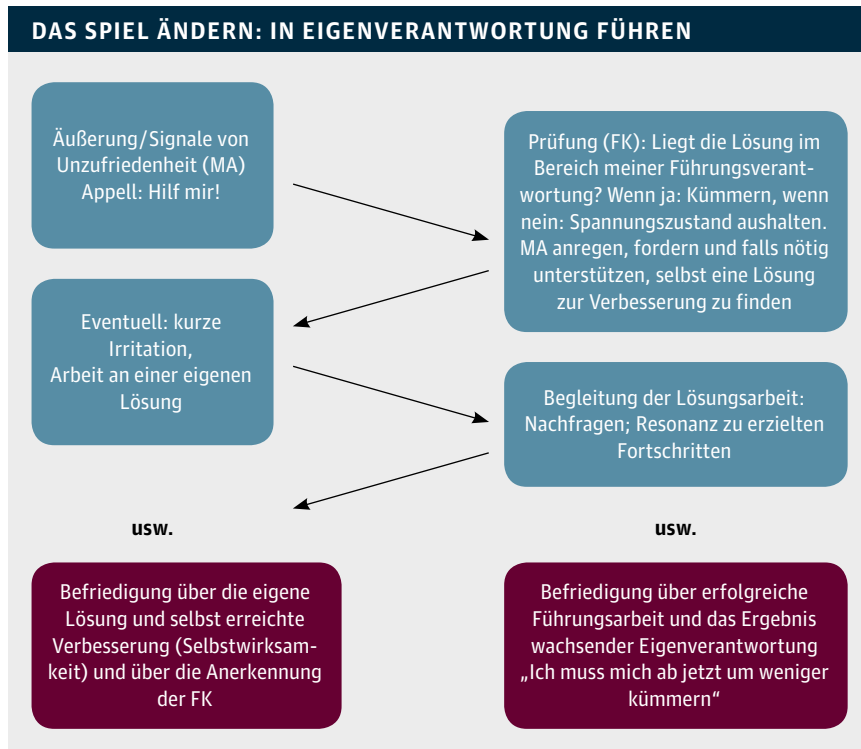 DAS SPIEL ÄNDERN: IN EIGENVERANTWORTUNG FÜHREN
Äußerung/Signale von
Unzufriedenheit (MA)
Appell: Hilf mir!
Prüfung (FK): Liegt die Lösung im
Bereich meiner Führungsverant-
wortung? Wenn ja: Kümmern, wenn
nein: Spannungszustand aushalten.
MA anregen, fordern und falls nötig
unterstützen, selbst eine Lösung
zur Verbesserung zu finden
Eventuell: kurze
Irritation,
Arbeit an einer eigenen
Lösung
Begleitung der Lösungsarbeit:
Nachfragen; Resonanz zu erzielten
Fortschritten
usw.
usw.
Befriedigung über die eigene
Lösung und selbst erreichte
Verbesserung (Selbstwirksam-
keit) und über die Anerkennung
der FK
Befriedigung über erfolgreiche
Führungsarbeit und das Ergebnis
wachsender Eigenverantwortung
„Ich muss mich ab jetzt um weniger
kümmern“